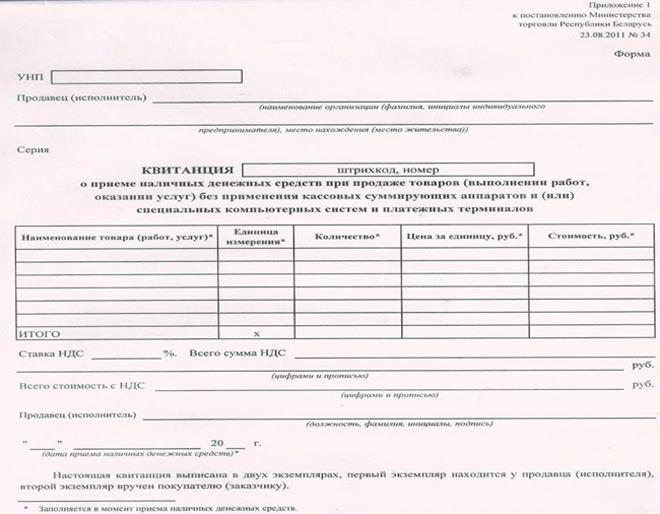 Приложение 1
к постановлению Министерства
торговли Республики Беларусь
23.08.2011 № 34
Форма
УНП
Продавец (исполнитель)
(наименование организации (фамилия, инициалы индивидуального
предпринимателя), место нахождения (место жительства))
Серия
КВИТАНЦИЯ штрихкод, номер
о приеме наличных денежных средств при продаже товаров (выполнении работ,
оказании услуг) без применения кассовых суммирующих аппаратов и (или)
специальных компьютерных систем и платежных терминалов
Наименование товара (работ, услуг)* Единица измерения* Количество* Цена за единицу, руб.* Стоимость, руб.*
ИТОГО х
Ставка НДС ________ %. Всего сумма НДС ________ руб.
(цифрами и прописью)
Всего стоимость с НДС ________ руб.
(цифрами и прописью)
Продавец (исполнитель)
(должность, фамилия, инициалы, подпись)
"___" ________ 20 ___ г.
(дата приема наличных денежных средств)*
Настоящая квитанция выписана в двух экземплярах, первый экземпляр находится у продавца (исполнителя),
второй экземпляр вручен покупателю (заказчику).
* Заполняется в момент приема наличных денежных средств.